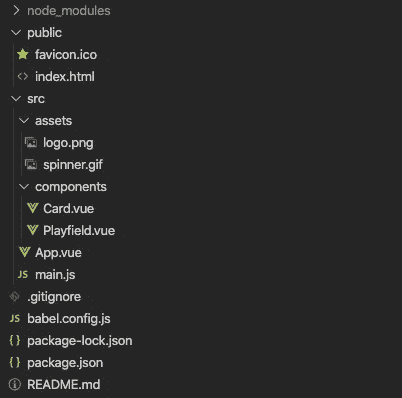 node_modules
public
favicon.ico
<> index.html
src
assets
logo.png
spinner.gif
components
Card.vue
Playfield.vue
App.vue
JS main.js
.gitignore
JS babel.config.js
{ } package-lock.json
{ } package.json
README.md